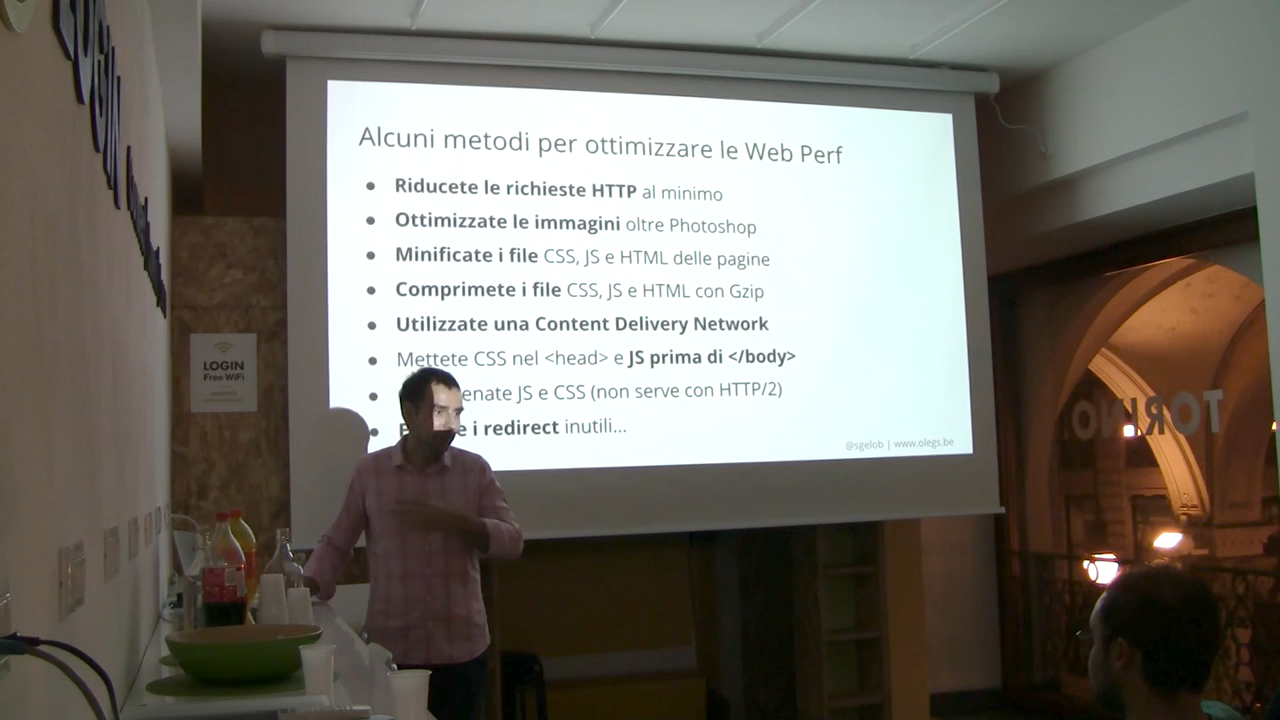 LOGIN
LOGIN
Free WiFi
Alcuni metodi per ottimizzare le Web Perf
● Riducete le richieste HTTP al minimo
● Ottimizzate le immagini oltre Photoshop
● Minificate i file CSS, JS e HTML delle pagine
● Comprimete i file CSS, JS e HTML con Gzip
● Utilizzate una Content Delivery Network
● Mettete CSS nel <head> e JS prima di </body>
● enate JS e CSS (non serve con HTTP/2)
● e i redirect inutili...
@sgelob | www.olegs.be
TORINO